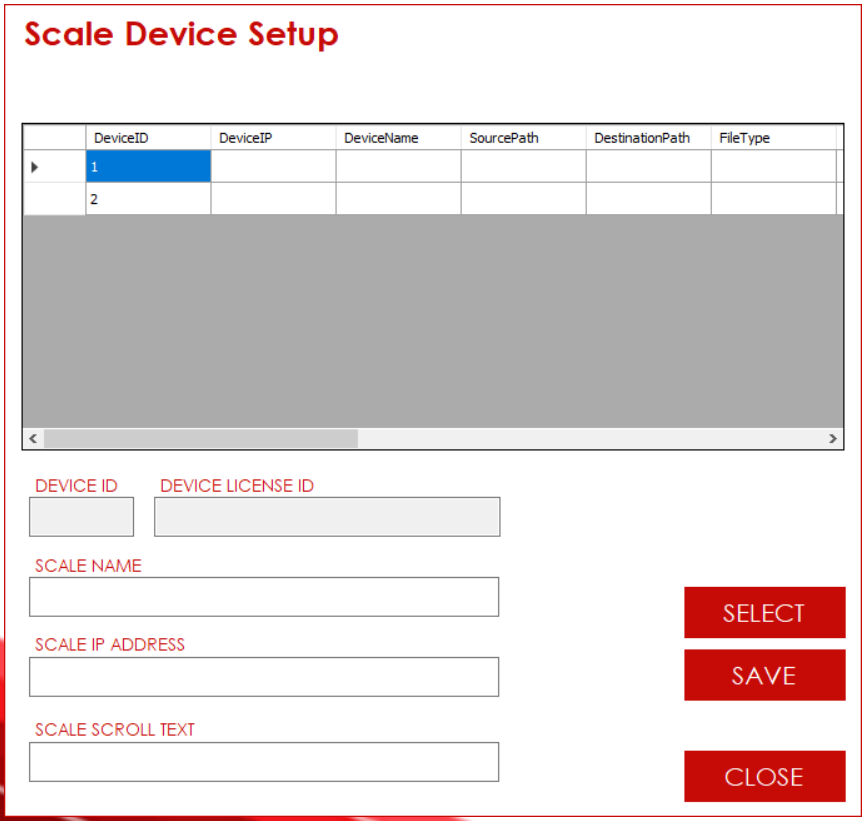 Scale Device Setup
DeviceID DeviceIP DeviceName SourcePath DestinationPath FileType
1
2
DEVICE ID DEVICE LICENSE ID
SCALE NAME
SELECT
SCALE IP ADDRESS
SAVE
SCALE SCROLL TEXT
CLOSE